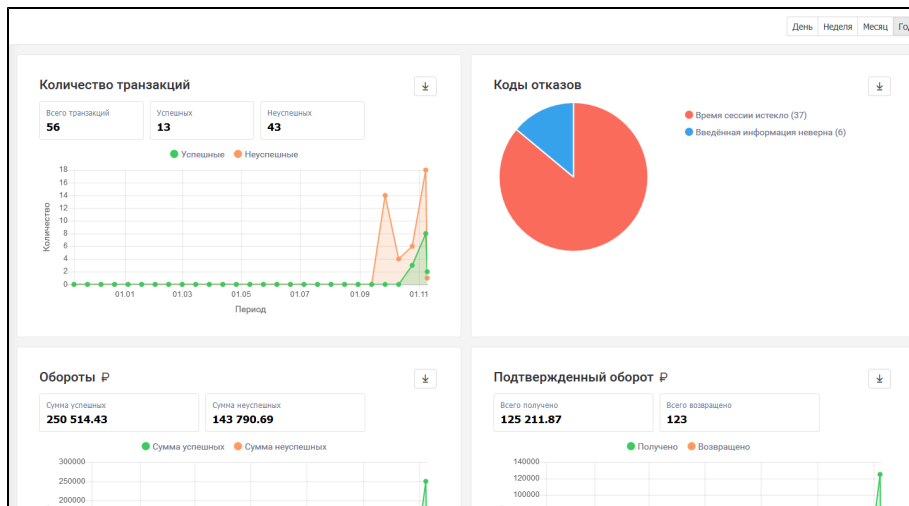 День Неделя Месяц Го
Количество транзакций
Всего транзакций
56
Успешных
13
Неуспешных
43
Успешные Неуспешные
18
16
14
12
10
8
6
4
2
0
Количество
01.01 01.03 01.05 01.07 01.09 01.11
Период
Коды отказов
Время сессии истекло (37)
Введённая информация неверна (6)
Обороты ₽
Сумма успешных
250 514.43
Сумма неуспешных
143 790.69
Сумма успешных Сумма неуспешных
300000
250000
200000
Подтвержденный оборот ₽
Всего получено
125 211.87
Всего возвращено
123
Получено Возвращено
140000
120000
100000